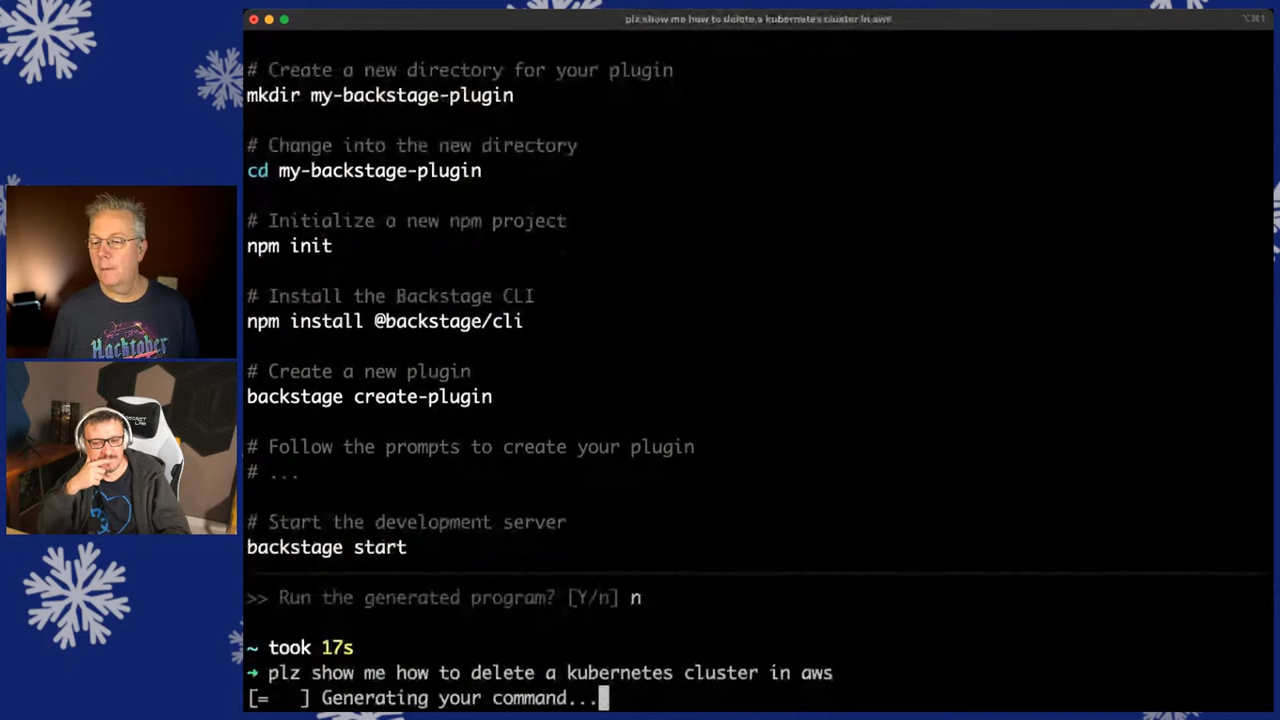 plz show me how to delete a kubernetes cluster in aws
⌥⌘1
# Create a new directory for your plugin
mkdir my-backstage-plugin
# Change into the new directory
cd my-backstage-plugin
# Initialize a new npm project
npm init
# Install the Backstage CLI
npm install @backstage/cli
# Create a new plugin
backstage create-plugin
# Follow the prompts to create your plugin
# ...
# Start the development server
backstage start
>> Run the generated program? [Y/n] n
~ took 17s
➜ plz show me how to delete a kubernetes cluster in aws
[=   ] Generating your command...
Hacktober